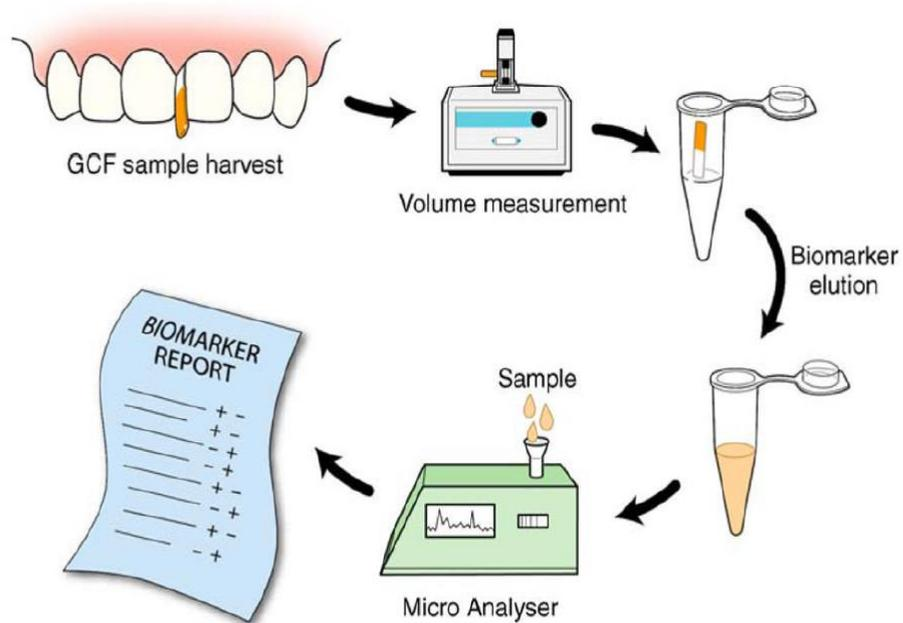 GCF sample harvest
Volume measurement
Biomarker
elution
Sample
Micro Analyser
BIOMARKER
REPORT
+ -
+ -
- +
- +
+ -
- +
+ -
- +